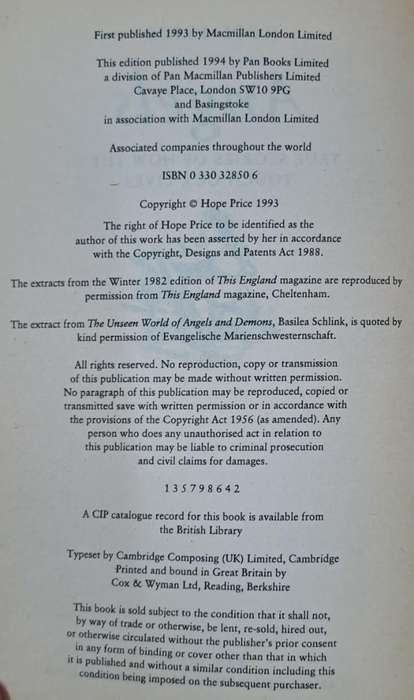 First published 1993 by Macmillan London Limited
This edition published 1994 by Pan Books Limited
a division of Pan Macmillan Publishers Limited
Cavaye Place, London SW10 9PG
and Basingstoke
in association with Macmillan London Limited
Associated companies throughout the world
ISBN 0 330 32850 6
Copyright © Hope Price 1993
The right of Hope Price to be identified as the
author of this work has been asserted by her in accordance
with the Copyright, Designs and Patents Act 1988.
The extracts from the Winter 1982 edition of This England magazine are reproduced by
permission from This England magazine, Cheltenham.
The extract from The Unseen World of Angels and Demons, Basilea Schlink, is quoted by
kind permission of Evangelische Marienschwesternschaft.
All rights reserved. No reproduction, copy or transmission
of this publication may be made without written permission.
No paragraph of this publication may be reproduced, copied or
transmitted save with written permission or in accordance with
the provisions of the Copyright Act 1956 (as amended). Any
person who does any unauthorised act in relation to
this publication may be liable to criminal prosecution
and civil claims for damages.
1 3 5 7 9 8 6 4 2
A CIP catalogue record for this book is available from
the British Library
Typeset by Cambridge Composing (UK) Limited, Cambridge
Printed and bound in Great Britain by
Cox & Wyman Ltd, Reading, Berkshire
This book is sold subject to the condition that it shall not,
by way of trade or otherwise, be lent, re-sold, hired out,
or otherwise circulated without the publisher's prior consent
in any form of binding or cover other than that in which
it is published and without a similar condition including this
condition being imposed on the subsequent purchaser.